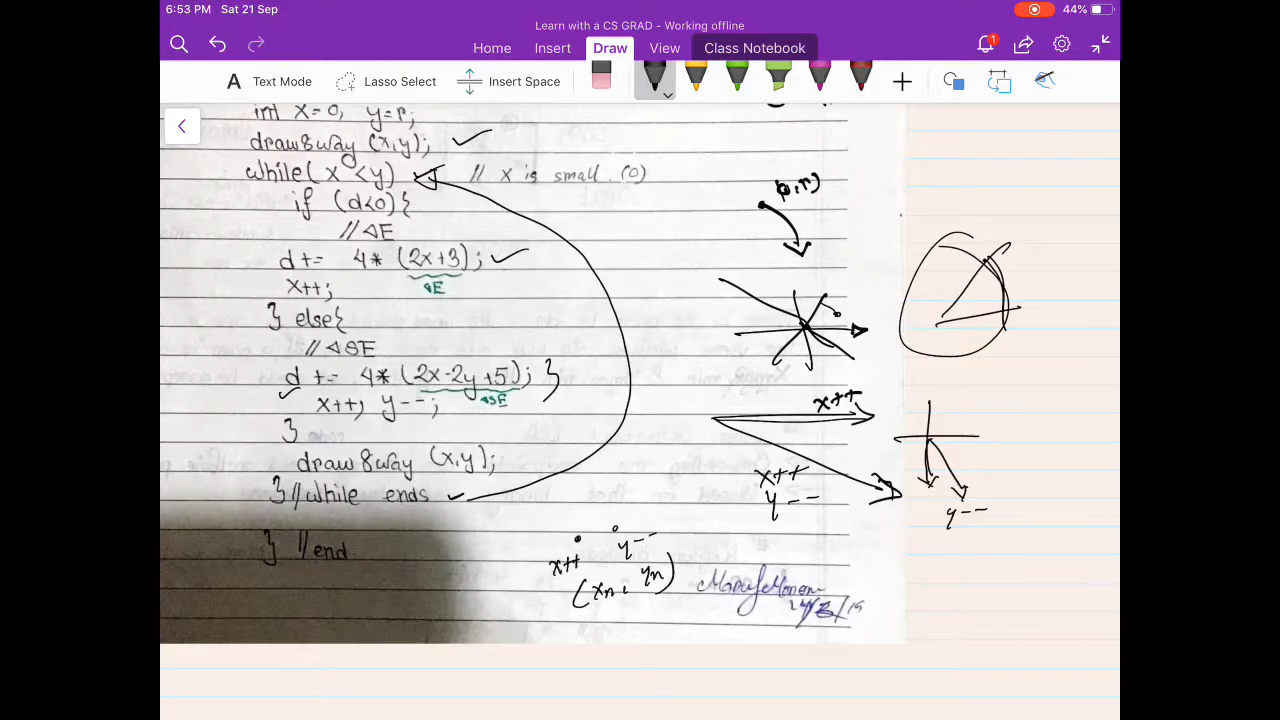 6:53 PM Sat 21 Sep
44%
Learn with a CS GRAD - Working offline
Home Insert Draw View Class Notebook
1
A Text Mode Lasso Select Insert Space
int x=0, y=r;
draw8way (x,y);
while( x < y) // x is small (0)
if (d<0){
// ΔE
d += 4* (2x+3);
ΔE
x++;
} else{
// ΔSE
d += 4* (2x-2y+5); }
ΔSE
x++, y--;
}
draw8way (x,y);
} //while ends
} //end
(0,r)
x++
x++
y--
y--
x++
y--
(xn, yn)